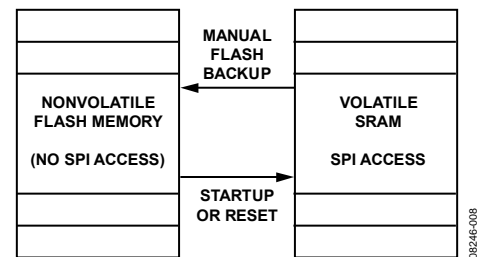 MANUAL
FLASH
BACKUP
NONVOLATILE
FLASH MEMORY
(NO SPI ACCESS)
VOLATILE
SRAM
SPI ACCESS
STARTUP
OR RESET
08246-008